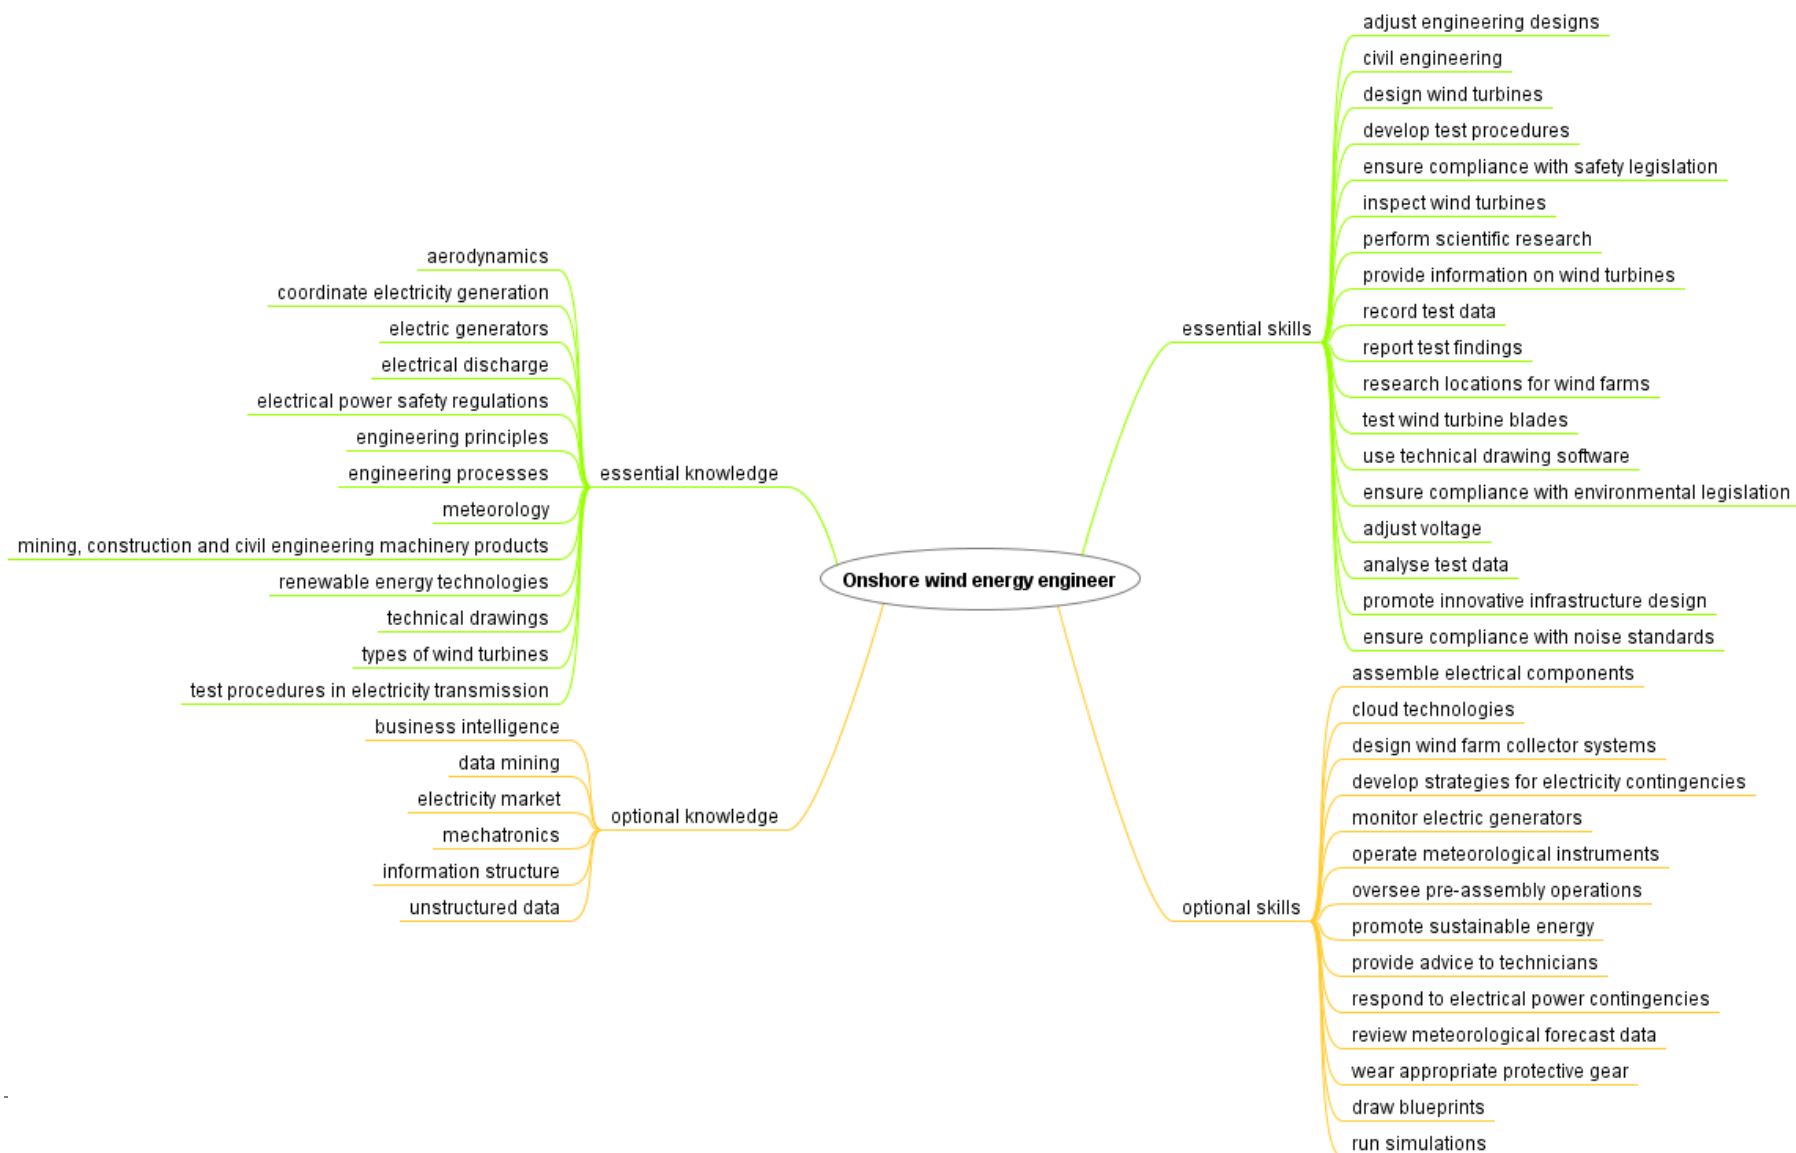 Onshore wind energy engineer
essential knowledge
aerodynamics
coordinate electricity generation
electric generators
electrical discharge
electrical power safety regulations
engineering principles
engineering processes
meteorology
mining, construction and civil engineering machinery products
renewable energy technologies
technical drawings
types of wind turbines
test procedures in electricity transmission
optional knowledge
business intelligence
data mining
electricity market
mechatronics
information structure
unstructured data
essential skills
adjust engineering designs
civil engineering
design wind turbines
develop test procedures
ensure compliance with safety legislation
inspect wind turbines
perform scientific research
provide information on wind turbines
record test data
report test findings
research locations for wind farms
test wind turbine blades
use technical drawing software
ensure compliance with environmental legislation
adjust voltage
analyse test data
promote innovative infrastructure design
ensure compliance with noise standards
optional skills
assemble electrical components
cloud technologies
design wind farm collector systems
develop strategies for electricity contingencies
monitor electric generators
operate meteorological instruments
oversee pre-assembly operations
promote sustainable energy
provide advice to technicians
respond to electrical power contingencies
review meteorological forecast data
wear appropriate protective gear
draw blueprints
run simulations